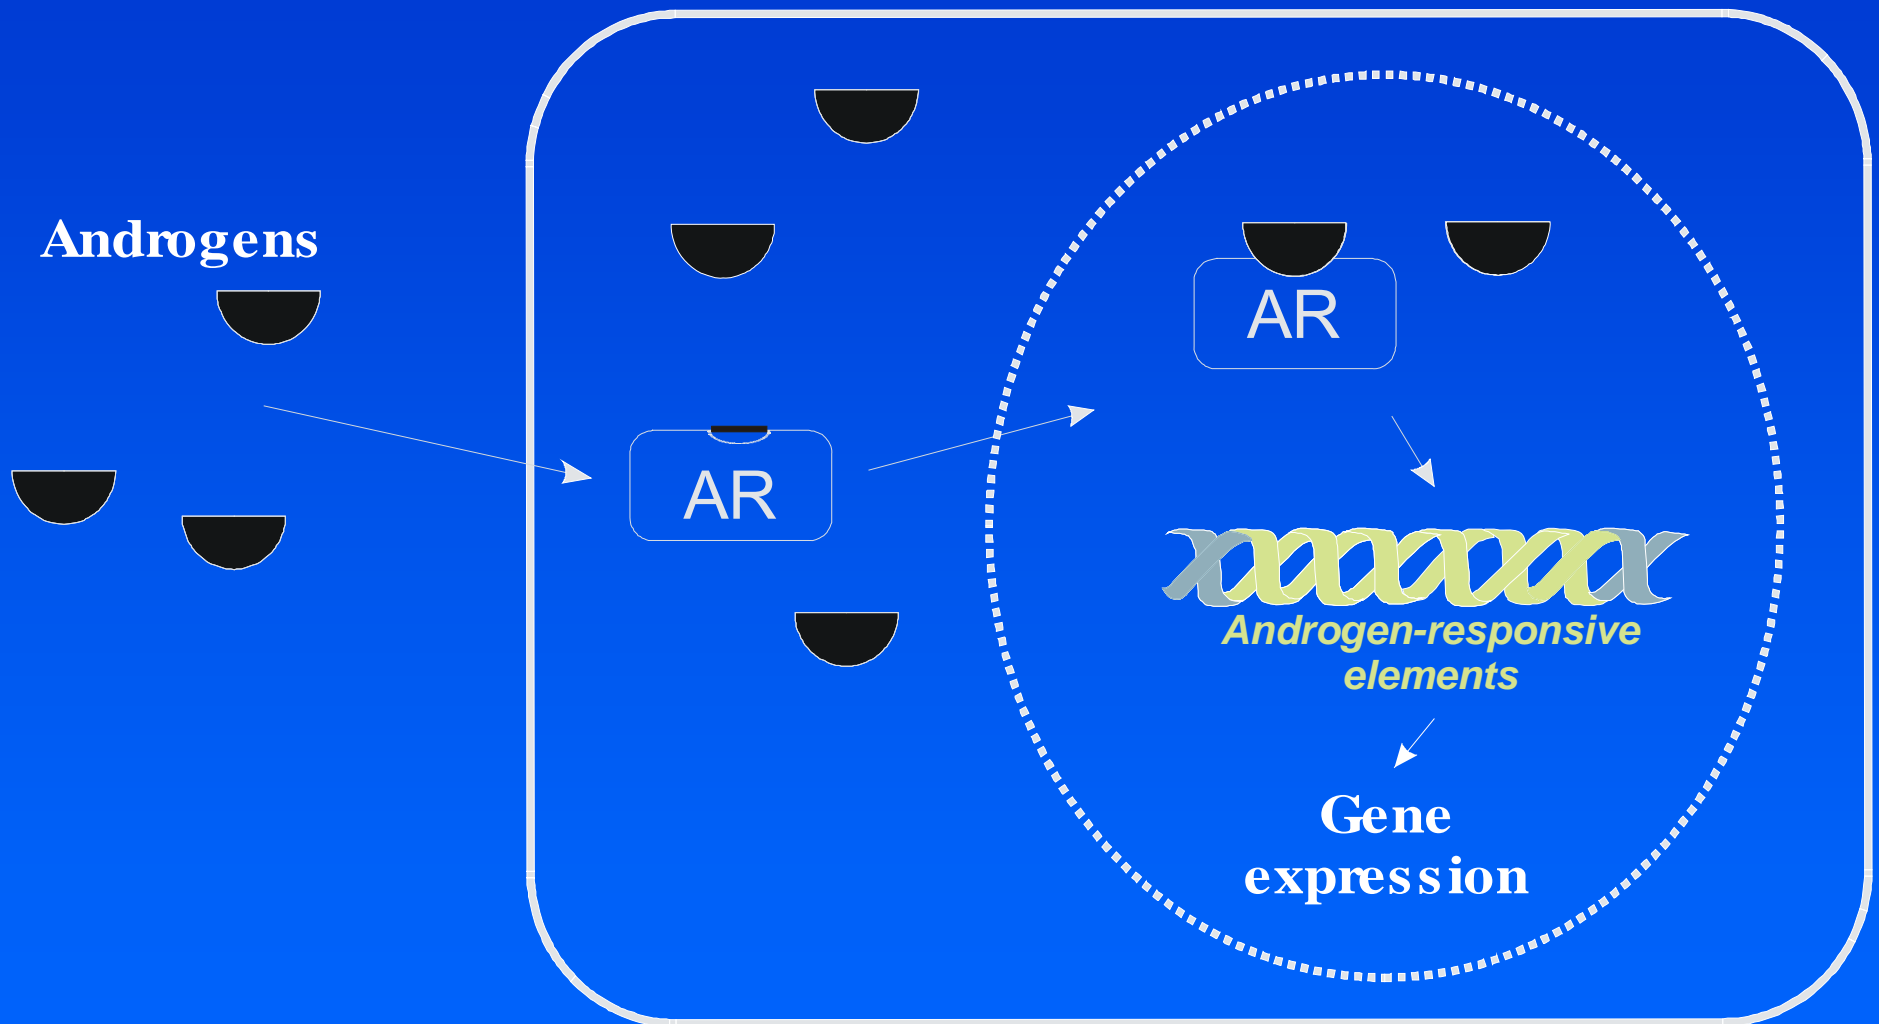 Androgens
AR
AR
Androgen-responsive
elements
Gene
expression